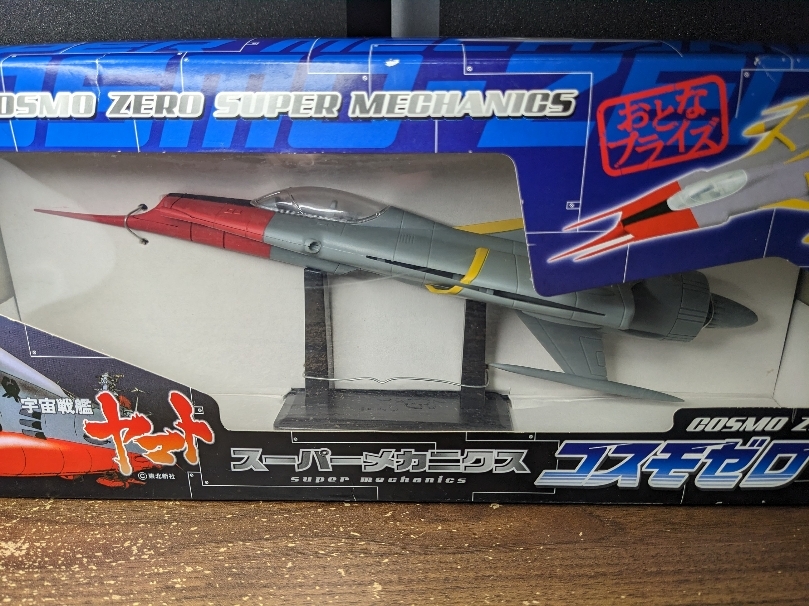 OSMO ZERO SUPER MECHANICS
おとな
プライズ
宇宙戦艦
ヤマト
©東北新社
スーパーメカニクス
super mechanics
COSMO Z
コスモゼロ